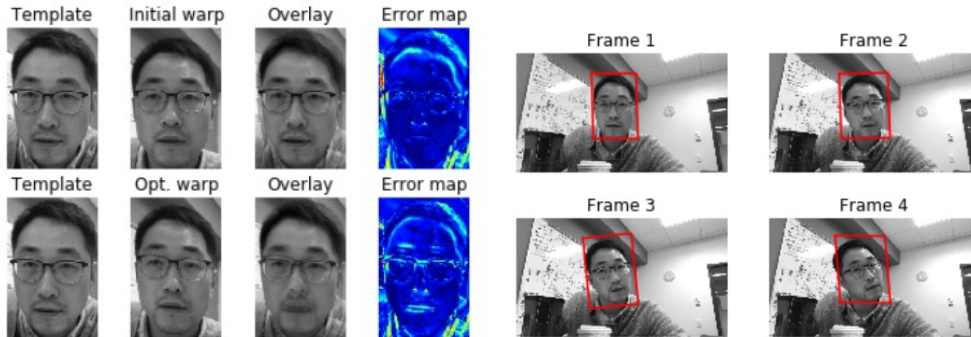 Template Initial warp Overlay Error map
Template Opt. warp Overlay Error map
Frame 1 Frame 2
Frame 3 Frame 4